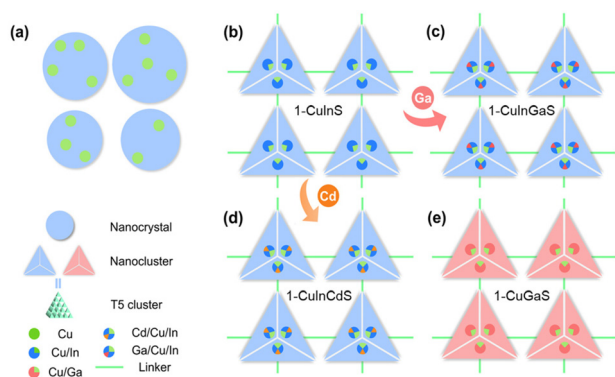 (a)
(b)
(c)
1-CuInS
Ga
1-CuInGaS
Cd
(d)
(e)
1-CuInCdS
1-CuGaS
Nanocrystal
Nanocluster
T5 cluster
Cu
Cd/Cu/In
Cu/In
Ga/Cu/In
Cu/Ga
Linker